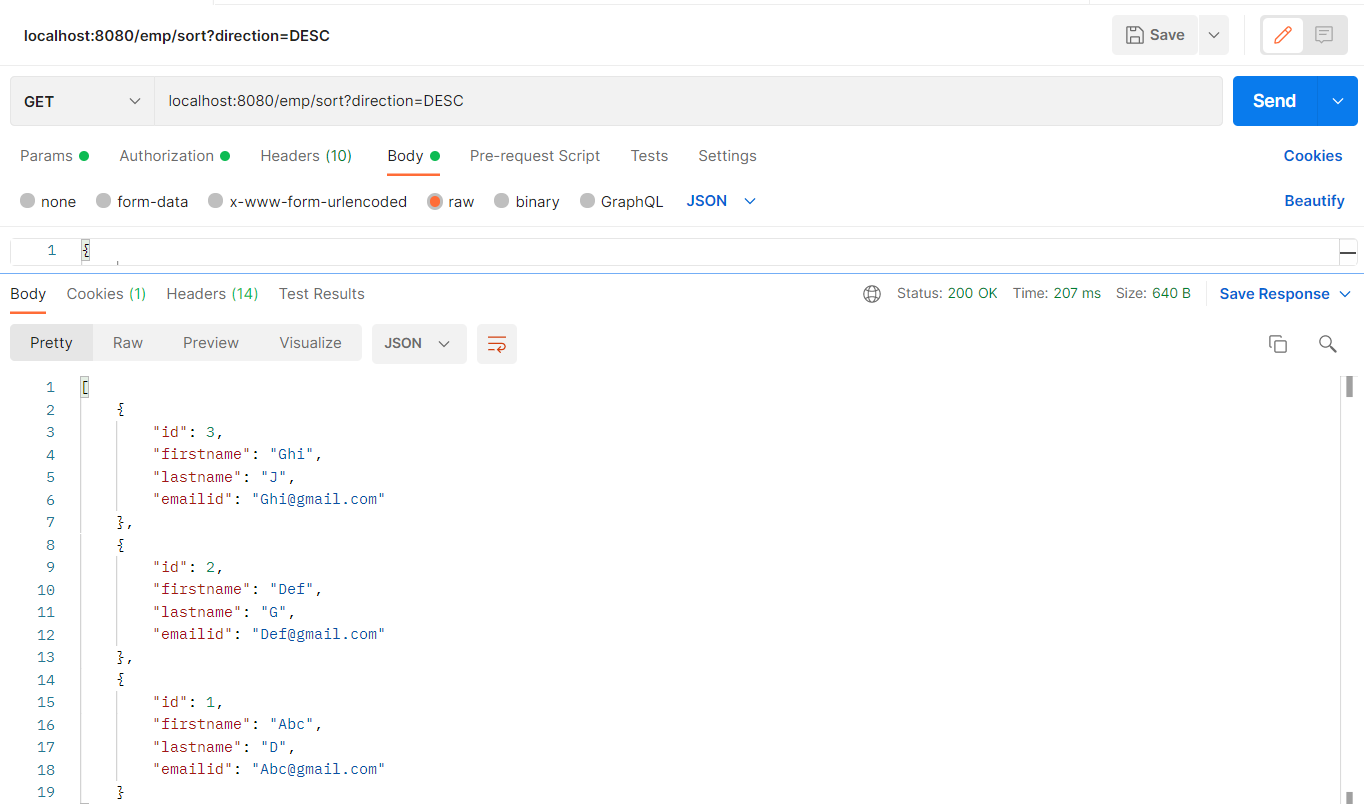 localhost:8080/emp/sort?direction=DESC
Save
GET localhost:8080/emp/sort?direction=DESC Send
Params Authorization Headers (10) Body Pre-request Script Tests Settings Cookies
none form-data x-www-form-urlencoded raw binary GraphQL JSON Beautify
1 {
Body Cookies (1) Headers (14) Test Results Status: 200 OK Time: 207 ms Size: 640 B Save Response
Pretty Raw Preview Visualize JSON
1 [
2 {
3 "id": 3,
4 "firstname": "Ghi",
5 "lastname": "J",
6 "emailid": "Ghi@gmail.com"
7 },
8 {
9 "id": 2,
10 "firstname": "Def",
11 "lastname": "G",
12 "emailid": "Def@gmail.com"
13 },
14 {
15 "id": 1,
16 "firstname": "Abc",
17 "lastname": "D",
18 "emailid": "Abc@gmail.com"
19 }